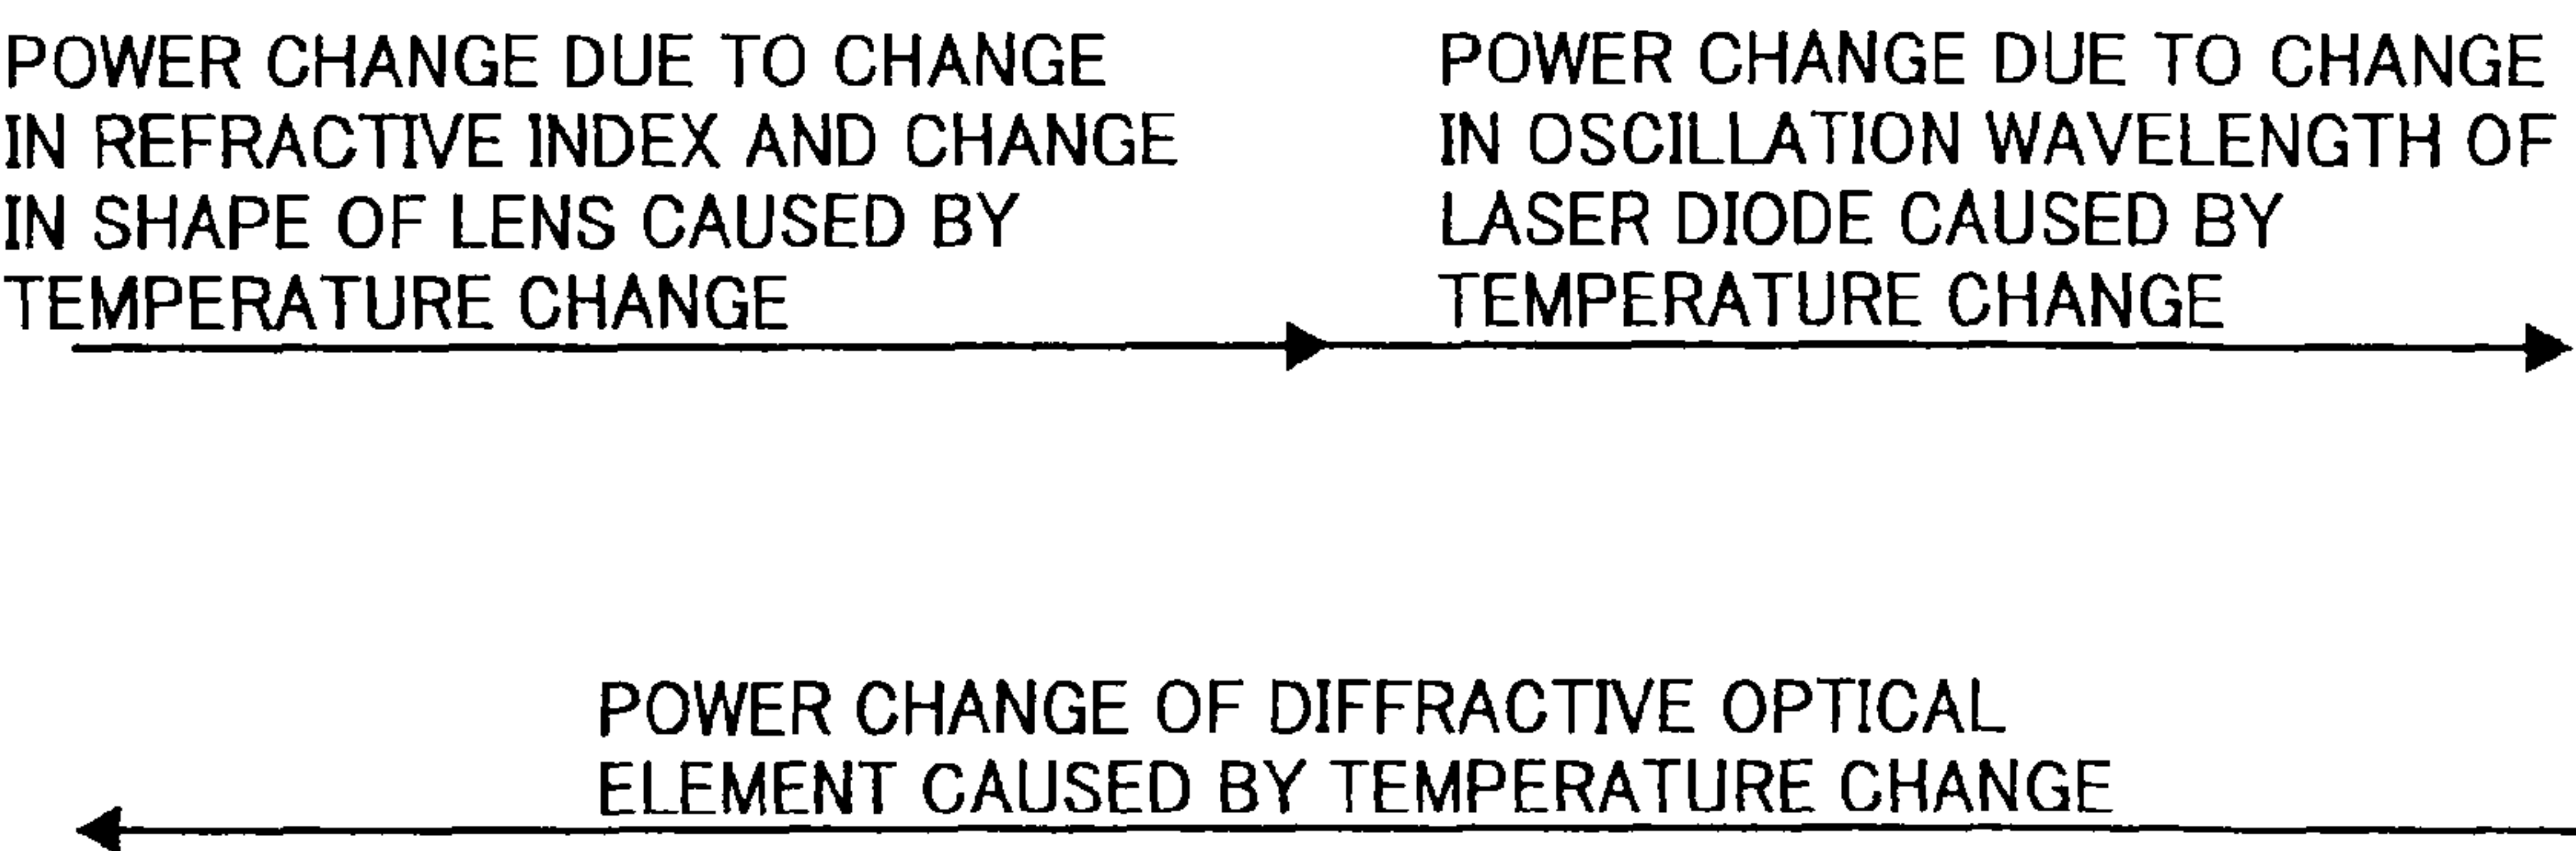 POWER CHANGE DUE TO CHANGE
IN REFRACTIVE INDEX AND CHANGE
IN SHAPE OF LENS CAUSED BY
TEMPERATURE CHANGE
POWER CHANGE DUE TO CHANGE
IN OSCILLATION WAVELENGTH OF
LASER DIODE CAUSED BY
TEMPERATURE CHANGE
POWER CHANGE OF DIFFRACTIVE OPTICAL
ELEMENT CAUSED BY TEMPERATURE CHANGE